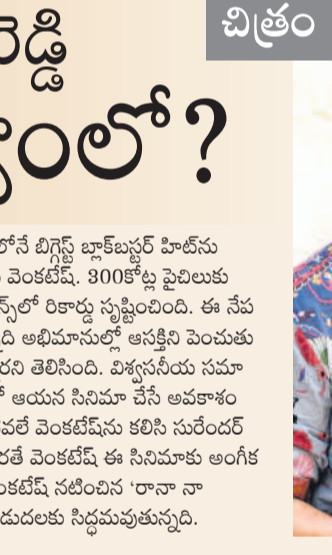 చిత్రం
రెడ్డి
లో?
లోనే బిగ్గెస్ట్ బ్లాక్‌బస్టర్ హిట్‌ను
వెంకటేష్. 300కోట్ల పైచిలుకు
న్స్‌లో రికార్డు సృష్టించింది. ఈ నేప
ది అభిమానుల్లో ఆసక్తిని పెంచుతు
రని తెలిసింది. విశ్వసనీయ సమా
ఆయన సినిమా చేసే అవకాశం
వలే వెంకటేష్‌ను కలిసి సురేందర్
రతే వెంకటేష్ ఈ సినిమాకు అంగీక
ంకటేష్ నటించిన ‘రానా నా
డుదలకు సిద్ధమవుతున్నది.